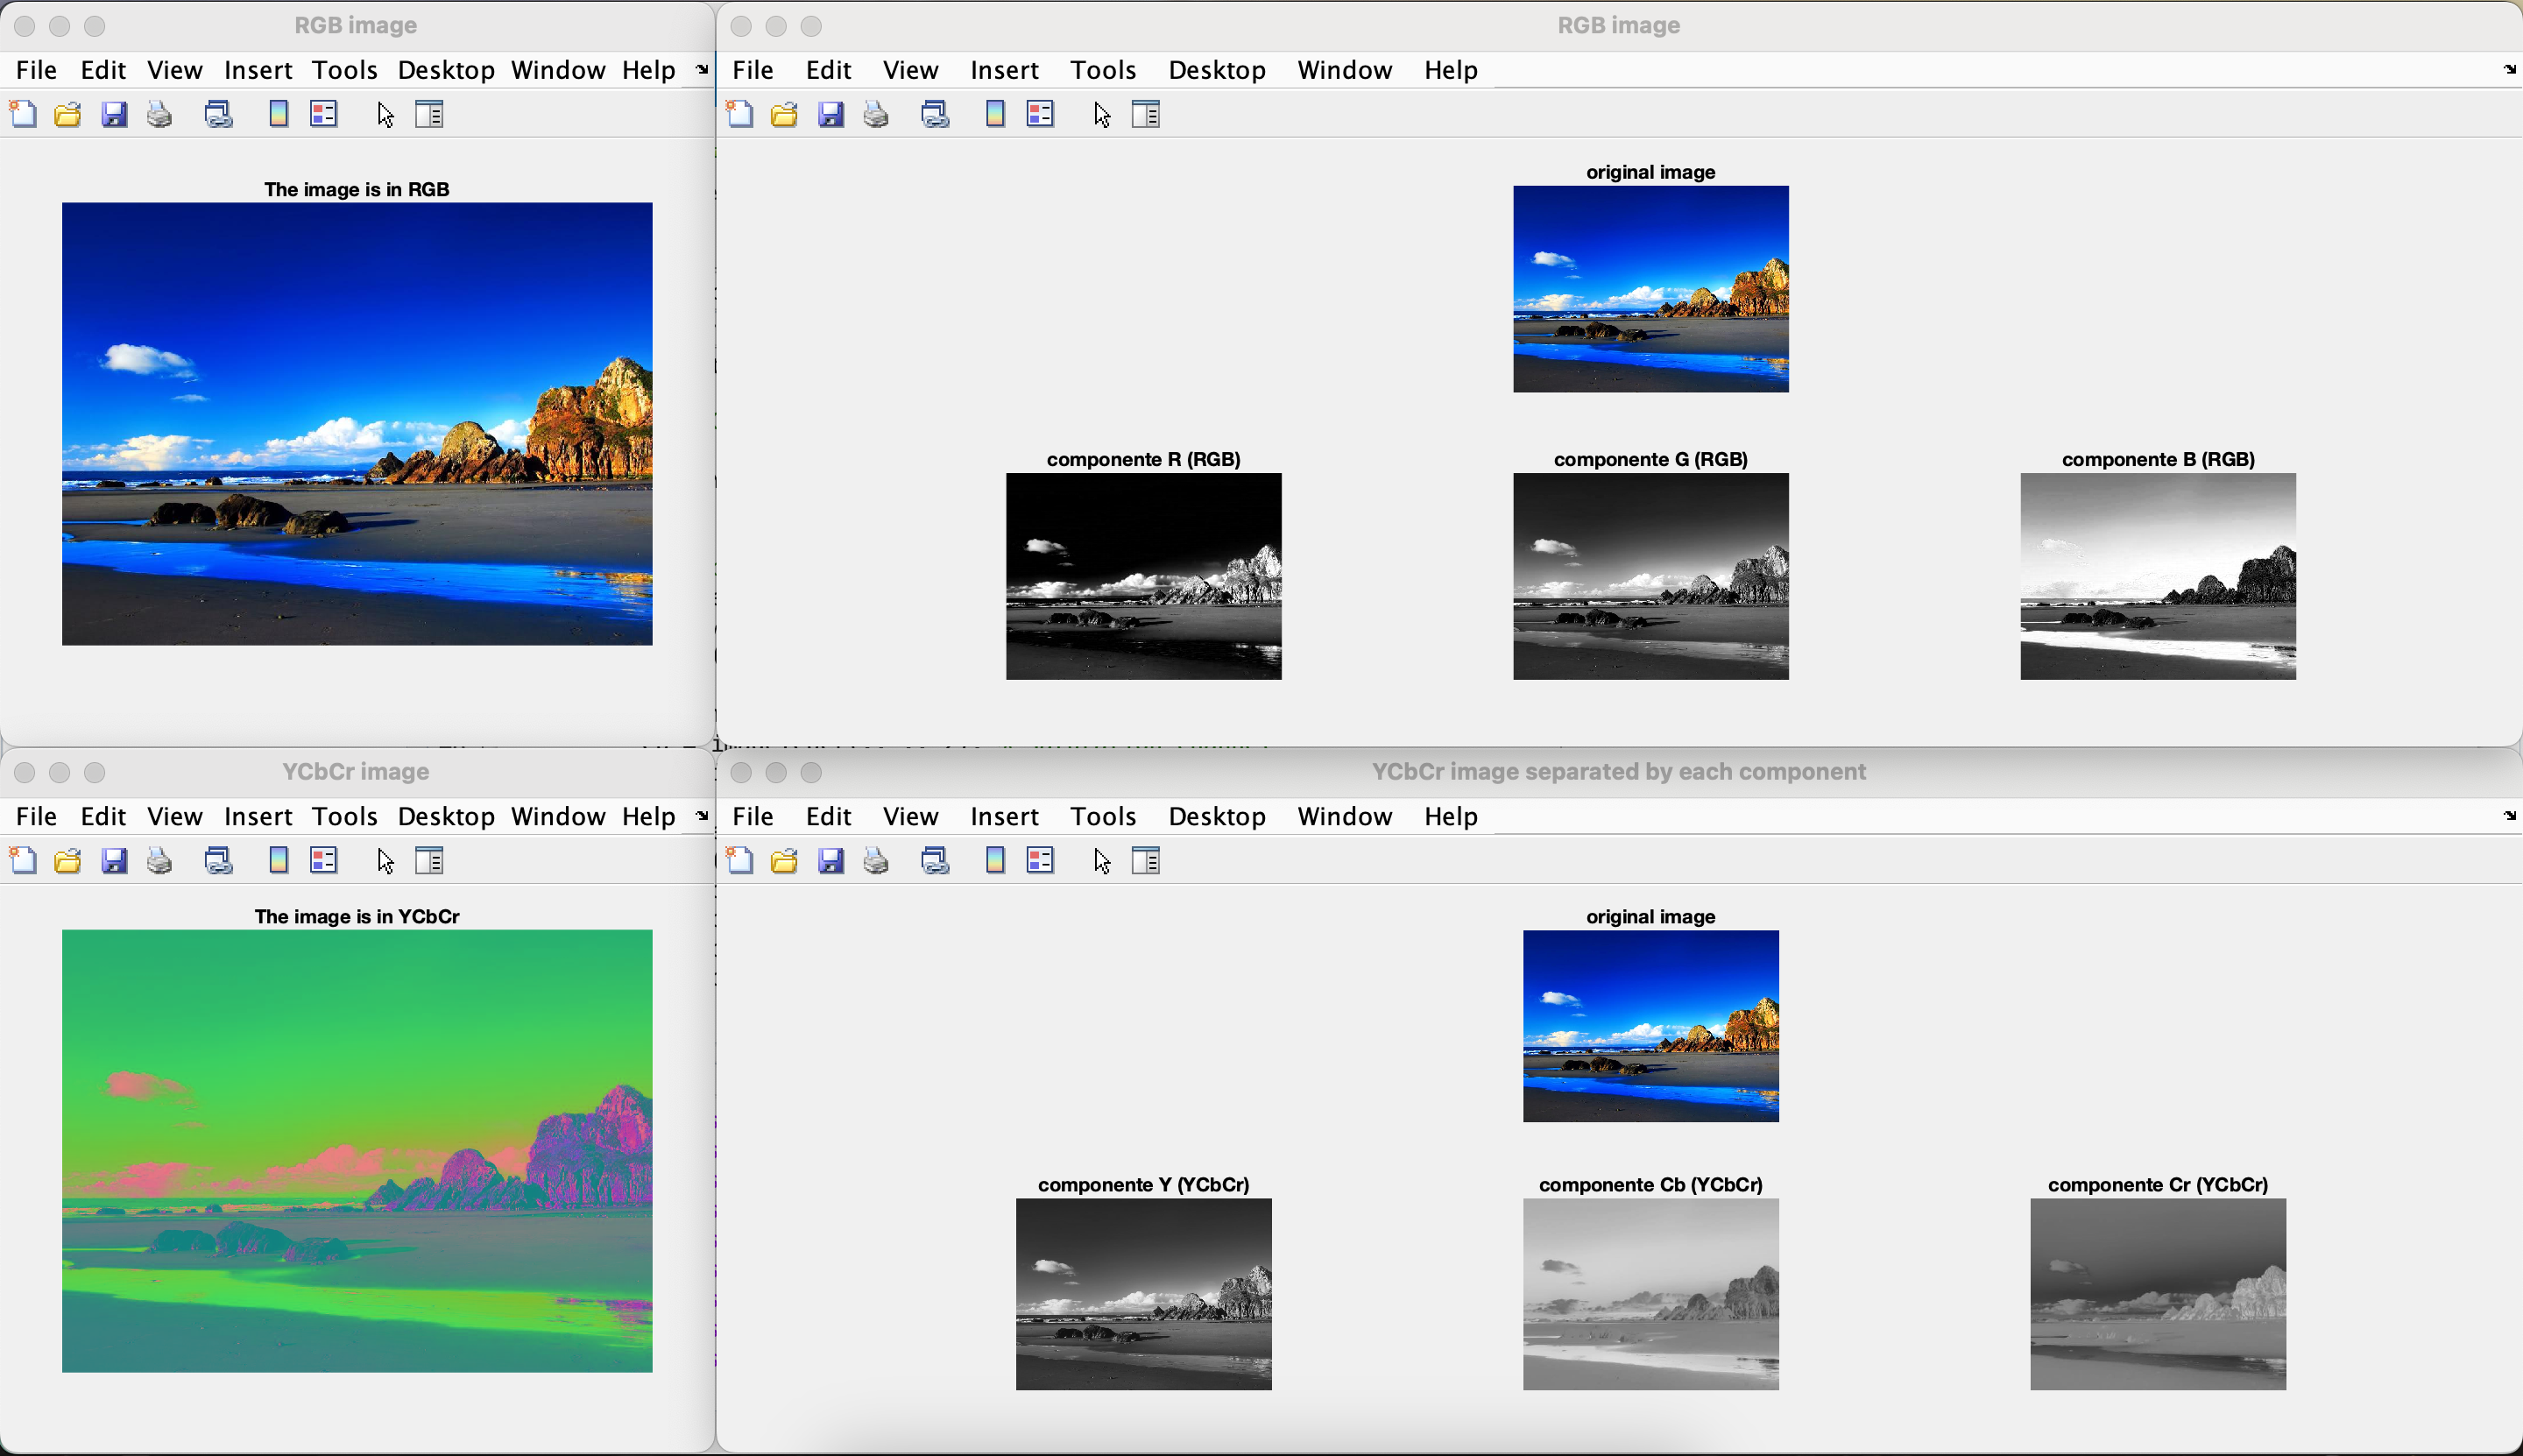 RGB image
File Edit View Insert Tools Desktop Window Help
The image is in RGB
RGB image
File Edit View Insert Tools Desktop Window Help
original image
componente R (RGB) componente G (RGB) componente B (RGB)
YCbCr image
File Edit View Insert Tools Desktop Window Help
The image is in YCbCr
YCbCr image separated by each component
File Edit View Insert Tools Desktop Window Help
original image
componente Y (YCbCr) componente Cb (YCbCr) componente Cr (YCbCr)